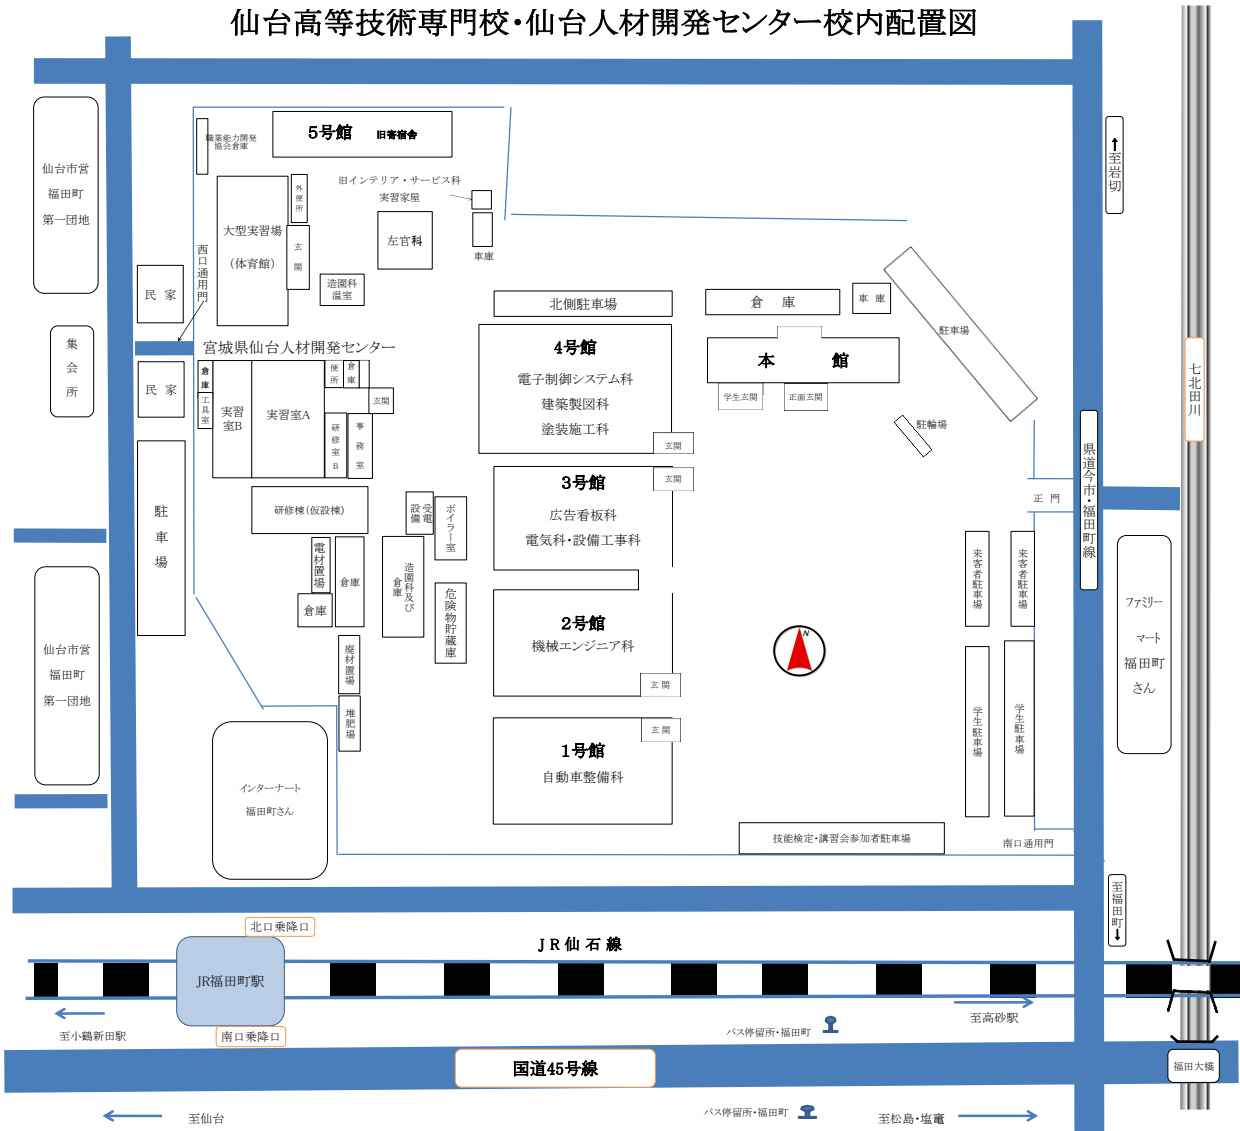 仙台高等技術専門校・仙台人材開発センター校内配置図
仙台市営
福田町
第一団地
集会所
仙台市営
福田町
第一団地
民 家
民 家
駐車場
西口通用門
職業能力開発
協会倉庫
5号館 旧寄宿舎
大型実習場
(体育館)
外便所
玄関
旧インテリア・サービス科
実習家屋
左官科
車庫
造園科
温室
宮城県仙台人材開発センター
倉庫
工具室
実習
室B
実習室A
便所
倉庫
玄関
研修室B
事務室
研修棟(仮設棟)
電材置場
倉庫
倉庫
受電
設備
ボイラー室
造園科及び
倉庫
危険物貯蔵庫
廃材置場
堆肥場
インターナート
福田町さん
北側駐車場
4号館
電子制御システム科
建築製図科
塗装施工科
玄関
3号館
玄関
広告看板科
電気科・設備工事科
2号館
機械エンジニア科
玄関
1号館
玄関
自動車整備科
倉 庫
車 庫
本 館
学生玄関
正面玄関
駐車場
駐輪場
正 門
来客者駐車場
来客者駐車場
学生駐車場
学生駐車場
N
技能検定・講習会参加者駐車場
南口通用門
↑至岩切
県道今市・福田町線
七北田川
ファミリー
マート
福田町
さん
至福田町↓
北口乗降口
JR福田町駅
南口乗降口
JR仙石線
至小鶴新田駅
至高砂駅
バス停留所・福田町
国道45号線
福田大橋
至仙台
バス停留所・福田町
至松島・塩竈